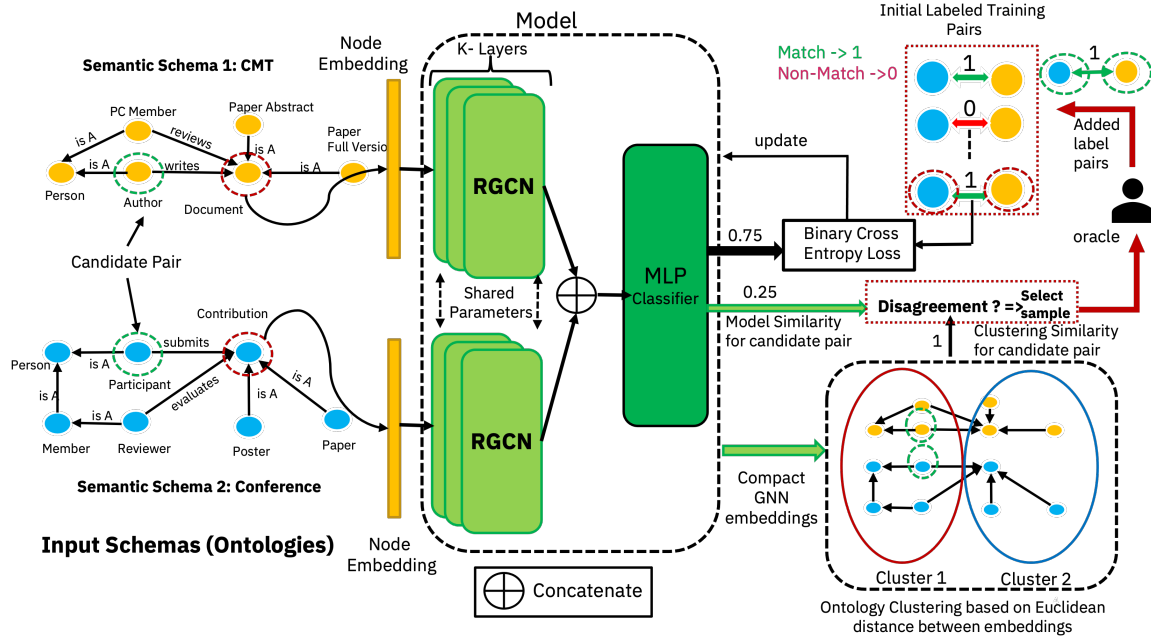 Model
Initial Labeled Training
Pairs
Node
Embedding
K- Layers
Match -> 1
Non-Match ->0
1
1
0
1
Semantic Schema 1: CMT
PC Member
Paper Abstract
Paper
Full Versio
is A
reviews
is A
is A
writes
is A
Person
Author
Document
RGCN
update
Added
label
pairs
oracle
Candidate Pair
0.75
Binary Cross
Entropy Loss
MLP
Classifier
Shared
Parameters
0.25
Disagreement ? =>
Select
sample
Model Similarity
for candidate pair
1
Clustering Similarity
for candidate pair
Contribution
submits
Person
is A
Participant
evaluates
is A
is A
is A
is A
Member
Reviewer
Poster
Paper
RGCN
Semantic Schema 2: Conference
Compact
GNN
embeddings
Input Schemas (Ontologies)
Node
Embedding
Concatenate
Cluster 1
Cluster 2
Ontology Clustering based on Euclidean
distance between embeddings